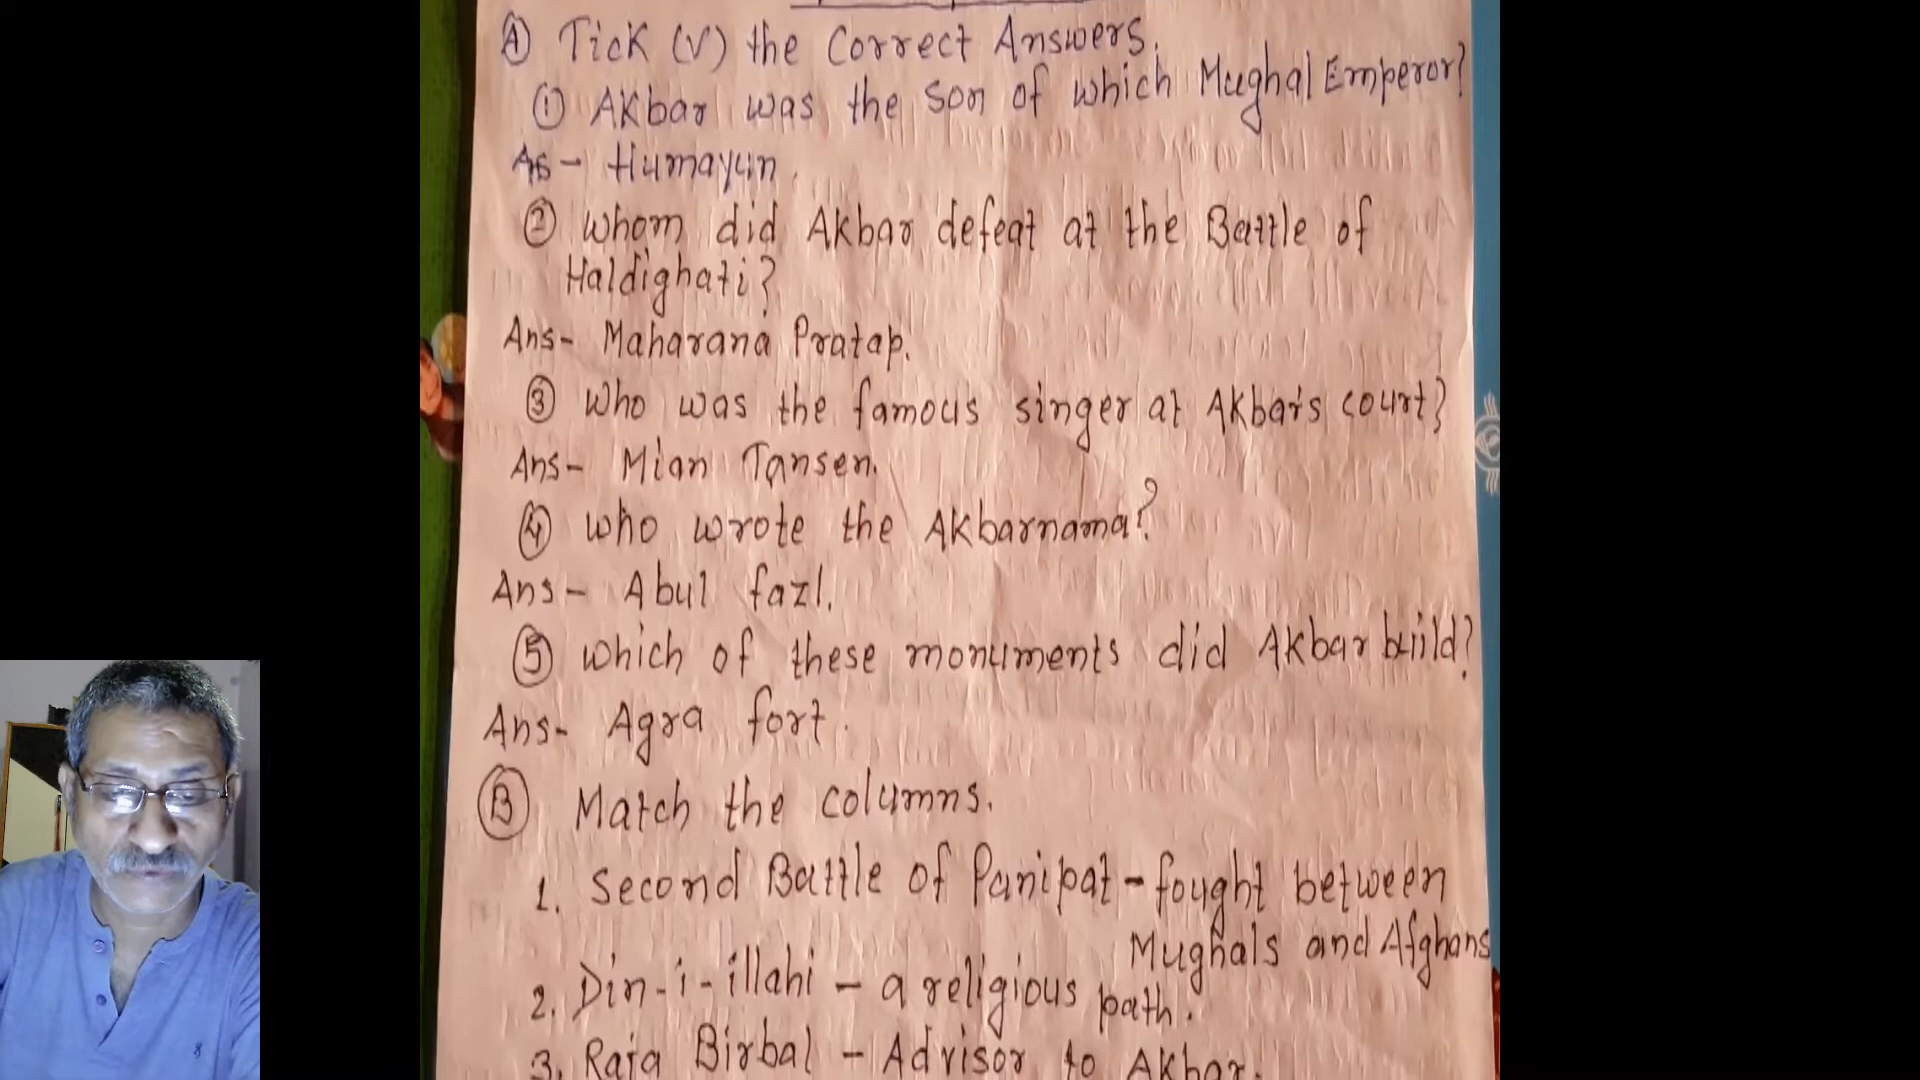 A Tick (√) the Correct Answers.
1 Akbar was the son of which Mughal Emperor?
As - Humayun.
2 Whom did Akbar defeat at the Battle of
Haldighati?
Ans- Maharana Pratap.
3 Who was the famous singer at Akbar's court?
Ans- Mian Tansen.
4 Who wrote the Akbarnama?
Ans- Abul fazl.
5 Which of these monuments did Akbar build?
Ans- Agra fort.
B Match the columns.
1. Second Battle of Panipat - fought between
Mughals and Afghans
2. Din-i-illahi - a religious path.
3. Raja Birbal - Advisor to Akbar.